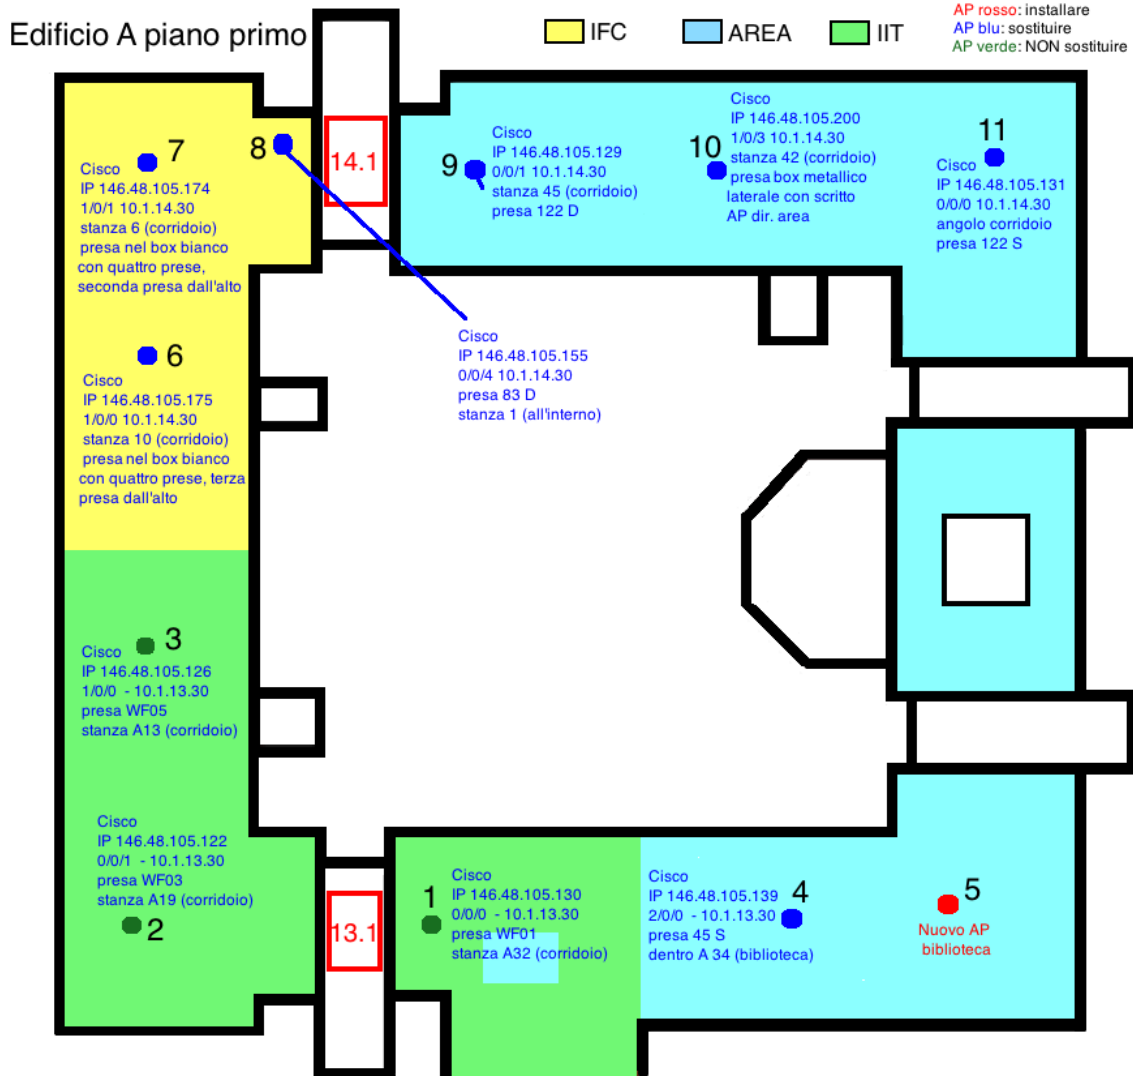 Edificio A piano primo
IFC
AREA
IIT
AP rosso: installare
AP blu: sostituire
AP verde: NON sostituire
7
Cisco
IP 146.48.105.174
1/0/1 10.1.14.30
stanza 6 (corridoio)
presa nel box bianco
con quattro prese,
seconda presa dall'alto
8
14.1
9
Cisco
IP 146.48.105.129
0/0/1 10.1.14.30
stanza 45 (corridoio)
presa 122 D
10
Cisco
IP 146.48.105.200
1/0/3 10.1.14.30
stanza 42 (corridoio)
presa box metallico
laterale con scritto
AP dir. area
11
Cisco
IP 146.48.105.131
0/0/0 10.1.14.30
angolo corridoio
presa 122 S
Cisco
IP 146.48.105.155
0/0/4 10.1.14.30
presa 83 D
stanza 1 (all'interno)
6
Cisco
IP 146.48.105.175
1/0/0 10.1.14.30
stanza 10 (corridoio)
presa nel box bianco
con quattro prese, terza
presa dall'alto
3
Cisco
IP 146.48.105.126
1/0/0 - 10.1.13.30
presa WF05
stanza A13 (corridoio)
Cisco
IP 146.48.105.122
0/0/1 - 10.1.13.30
presa WF03
stanza A19 (corridoio)
2
13.1
1
Cisco
IP 146.48.105.130
0/0/0 - 10.1.13.30
presa WF01
stanza A32 (corridoio)
Cisco
IP 146.48.105.139
2/0/0 - 10.1.13.30
presa 45 S
dentro A 34 (biblioteca)
4
5
Nuovo AP
biblioteca